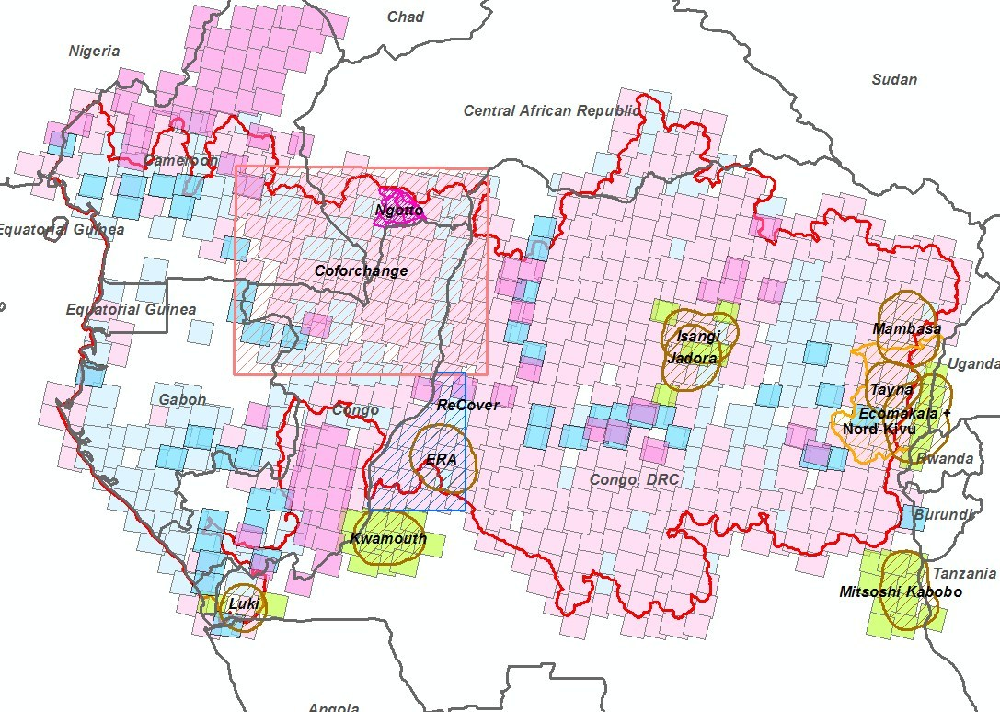 Chad
Nigeria
Sudan
Central African Republic
Cameroon
Ngotto
Equatorial Guinea
Coforchange
Equatorial Guinea
Mambasa
Isangi
Jadora
Uganda
Tayna
Gabon
ReCover
Congo
Ecomakala +
Nord-Kivu
ERA
Rwanda
Congo, DRC
Burundi
Kwamouth
Tanzania
Mitsoshi Kabobo
Luki
Angola